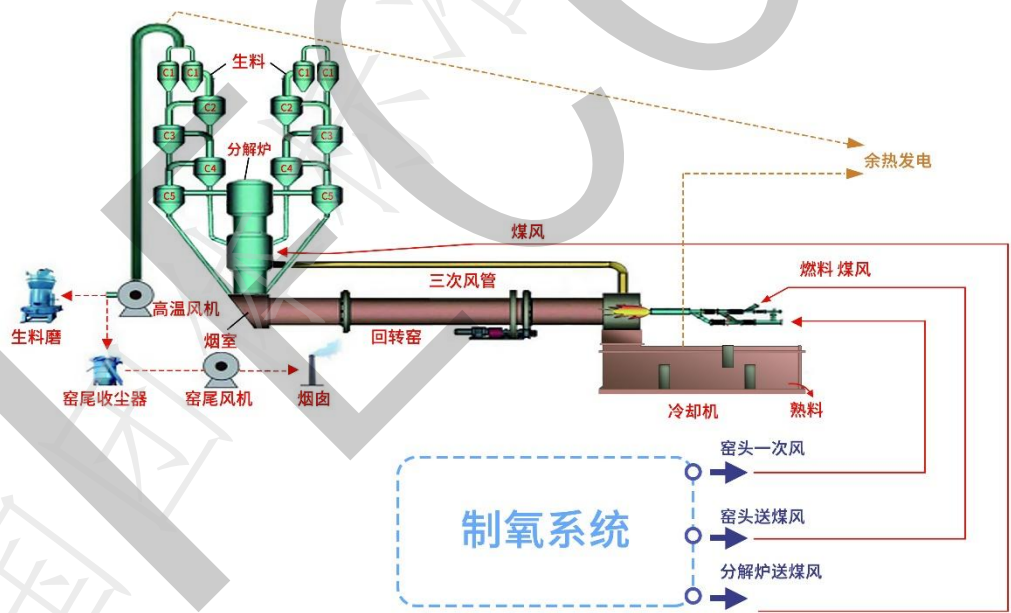 C1
C1
生料
C1
C1
C2
C2
C3
C3
分解炉
C4
C4
C5
C5
余热发电
煤风
燃料 煤风
三次风管
高温风机
生料磨
烟室
回转窑
窑尾收尘器
窑尾风机
烟囱
冷却机
熟料
窑头一次风
制氧系统
窑头送煤风
分解炉送煤风